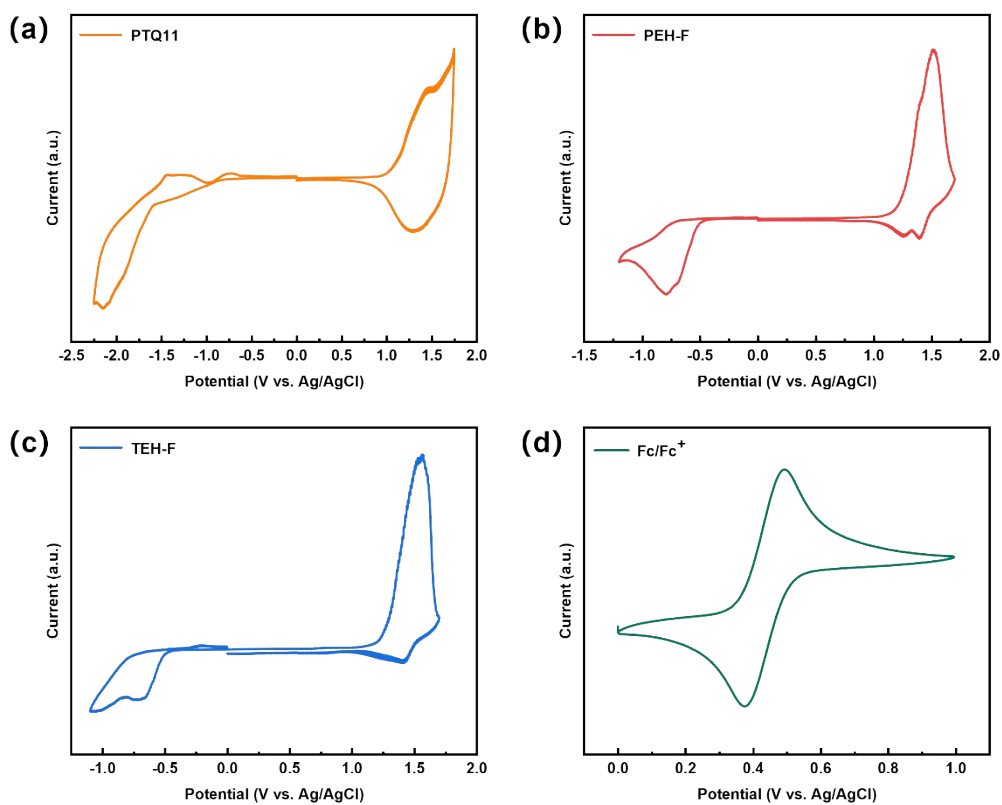 (a)
PTQ11
Current (a.u.)
-2.5 -2.0 -1.5 -1.0 -0.5 0.0 0.5 1.0 1.5 2.0
Potential (V vs. Ag/AgCl)
(b)
PEH-F
Current (a.u.)
-1.5 -1.0 -0.5 0.0 0.5 1.0 1.5 2.0
Potential (V vs. Ag/AgCl)
(c)
TEH-F
Current (a.u.)
-1.0 -0.5 0.0 0.5 1.0 1.5 2.0
Potential (V vs. Ag/AgCl)
(d)
Fc/Fc⁺
Current (a.u.)
0.0 0.2 0.4 0.6 0.8 1.0
Potential (V vs. Ag/AgCl)